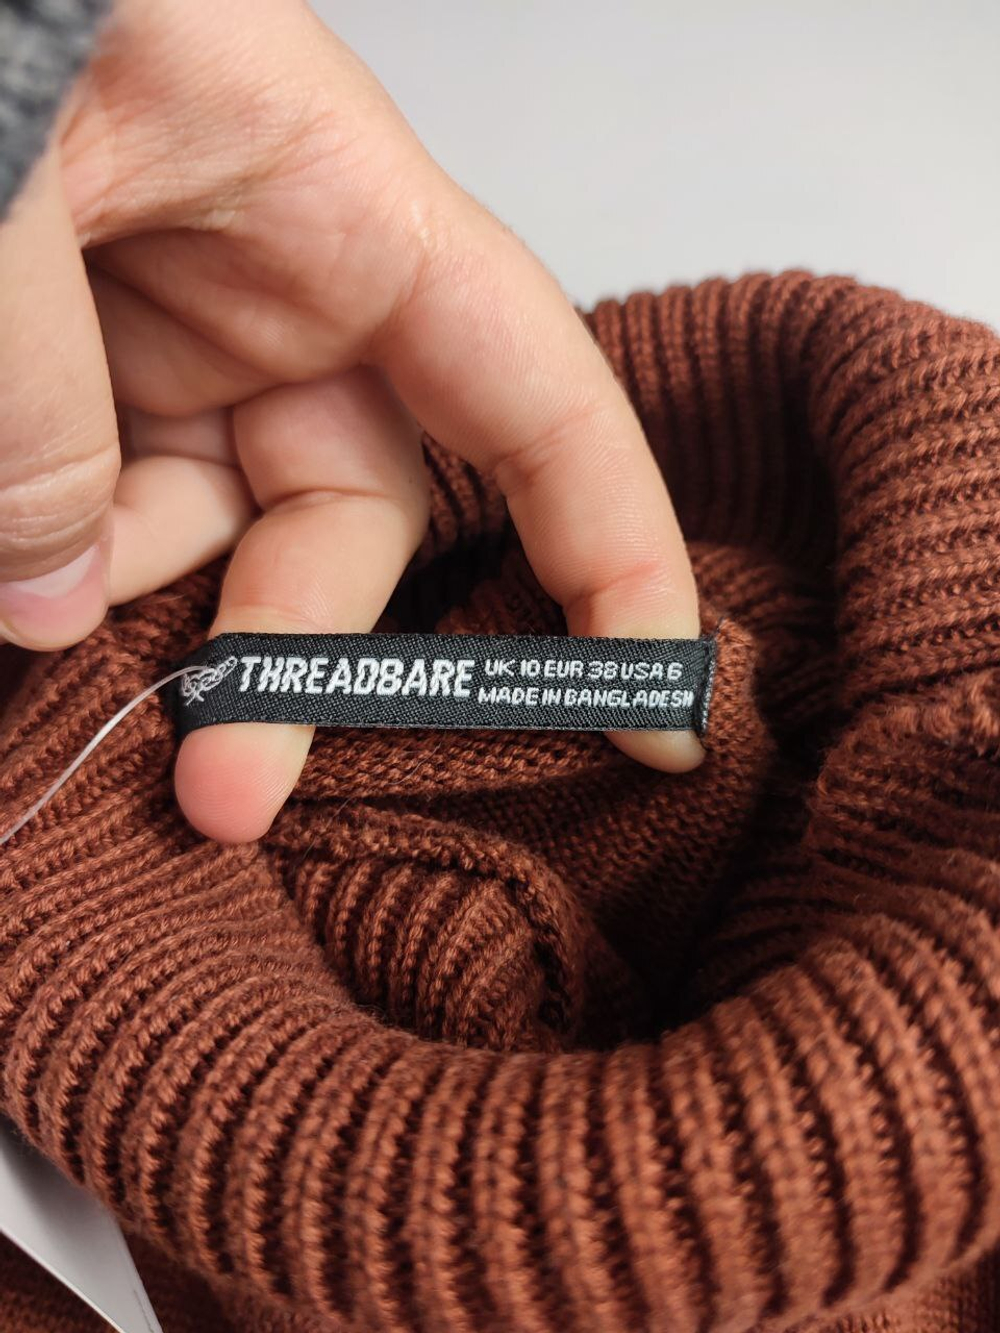 THREADBARE
UK 10 EUR 38 USA 6
MADE IN BANGLADESH